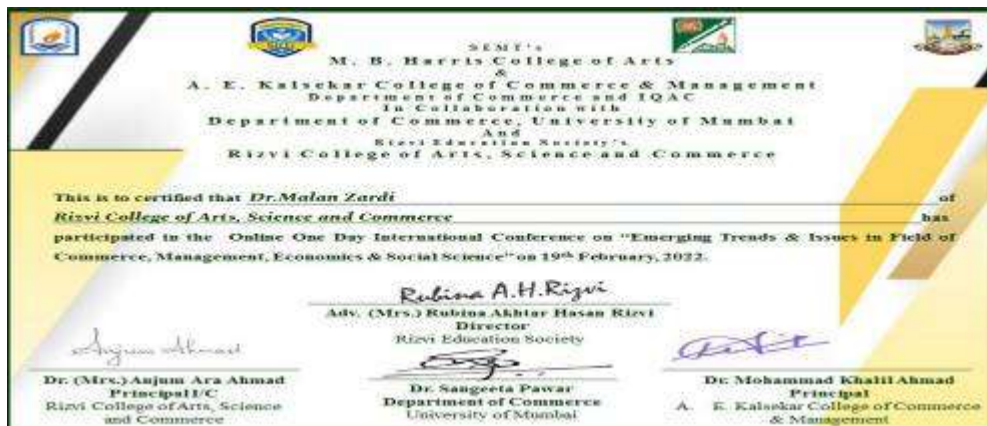 SEMT's
M. B. Harris College of Arts
&
A. E. Kalsekar College of Commerce & Management
Department of Commerce and IQAC
In Collaboration with
Department of Commerce, University of Mumbai
And
Rizvi Education Society's
Rizvi College of Arts, Science and Commerce
This is to certified that Dr.Malan Zardi of
Rizvi College of Arts, Science and Commerce has
participated in the Online One Day International Conference on "Emerging Trends & Issues in Field of
Commerce, Management, Economics & Social Science" on 19th February, 2022.
Rubina A.H.Rizvi
Adv. (Mrs.) Rubina Akhtar Hasan Rizvi
Director
Rizvi Education Society
Anjum Ahmad
Dr. (Mrs.) Anjum Ara Ahmad
Principal I/C
Rizvi College of Arts, Science
and Commerce
Dr. Sangeeta Pawar
Department of Commerce
University of Mumbai
Dr. Mohammad Khalil Ahmad
Principal
A. E. Kalsekar College of Commerce
& Management